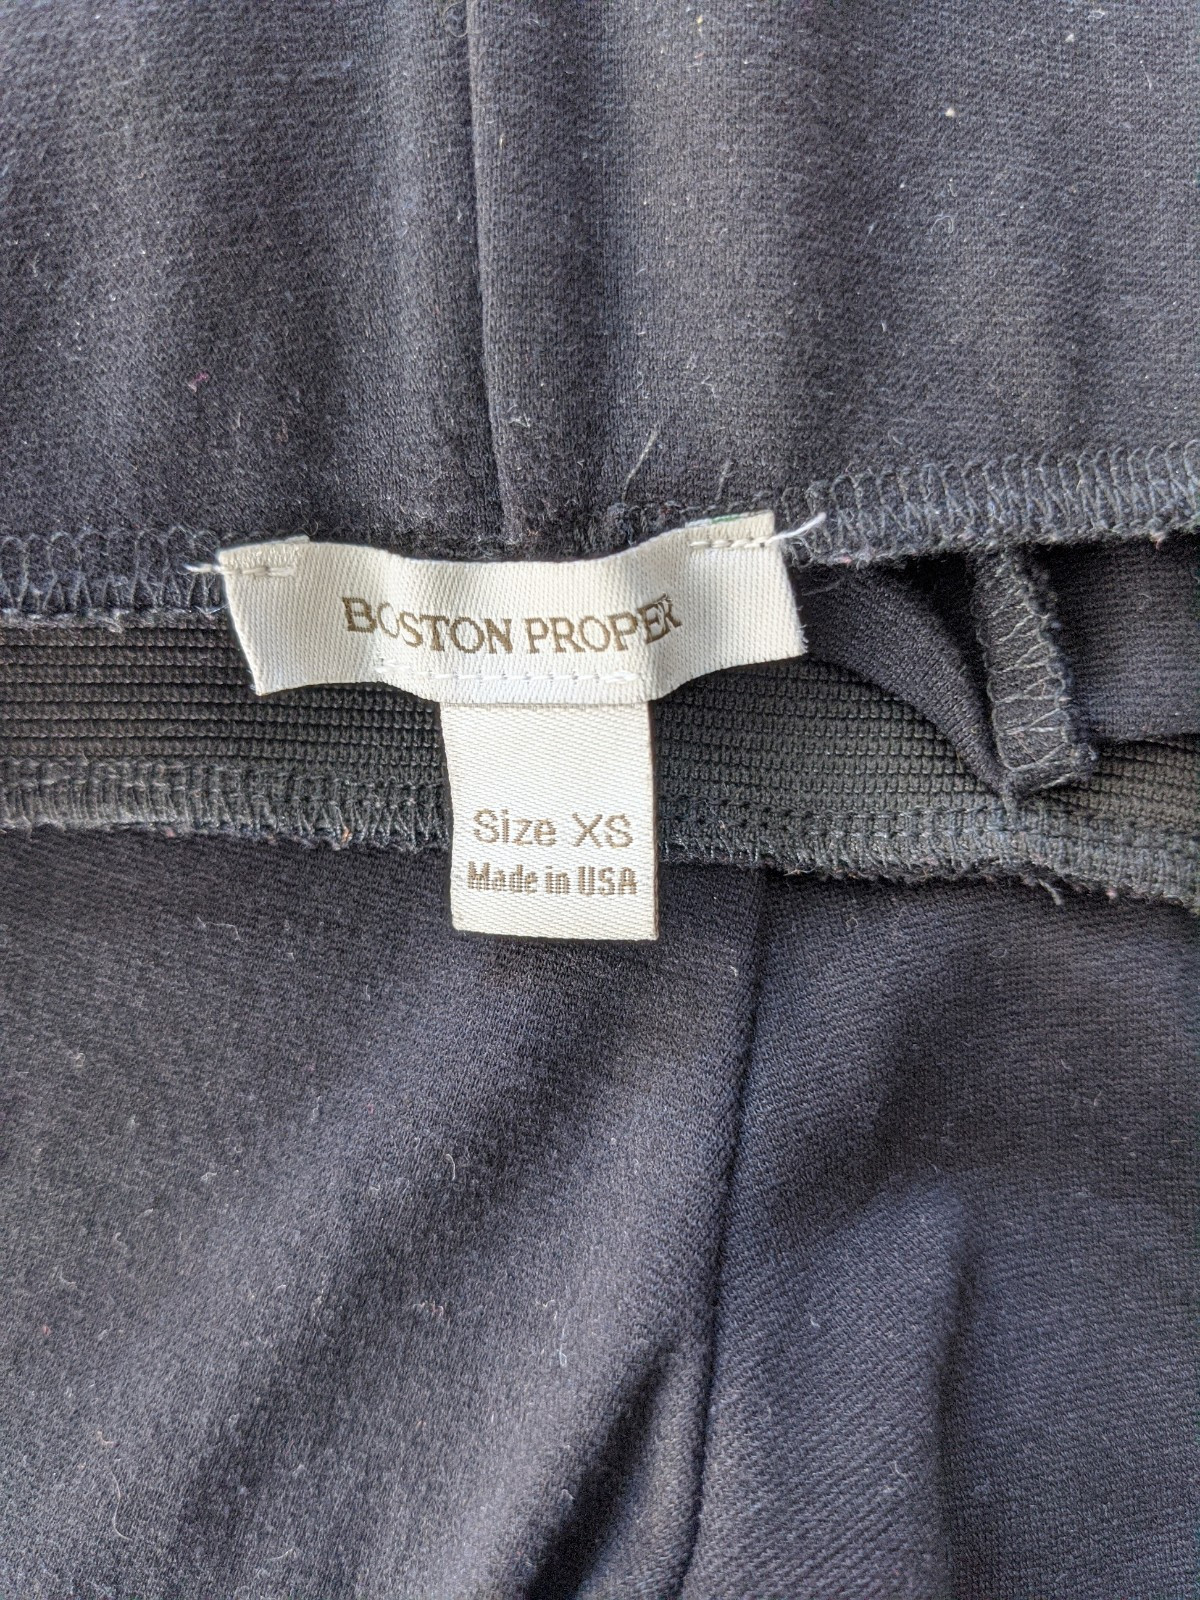 BOSTON PROPER
Size XS
Made in USA